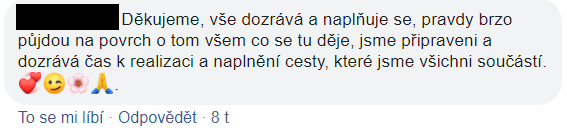 Děkujeme, vše dozrává a naplňuje se, pravdy brzo
půjdou na povrch o tom všem co se tu děje, jsme připraveni a
dozrává čas k realizaci a naplnění cesty, které jsme všichni součástí.
💞😉🌸🙏.
To se mi líbí · Odpovědět · 8 t